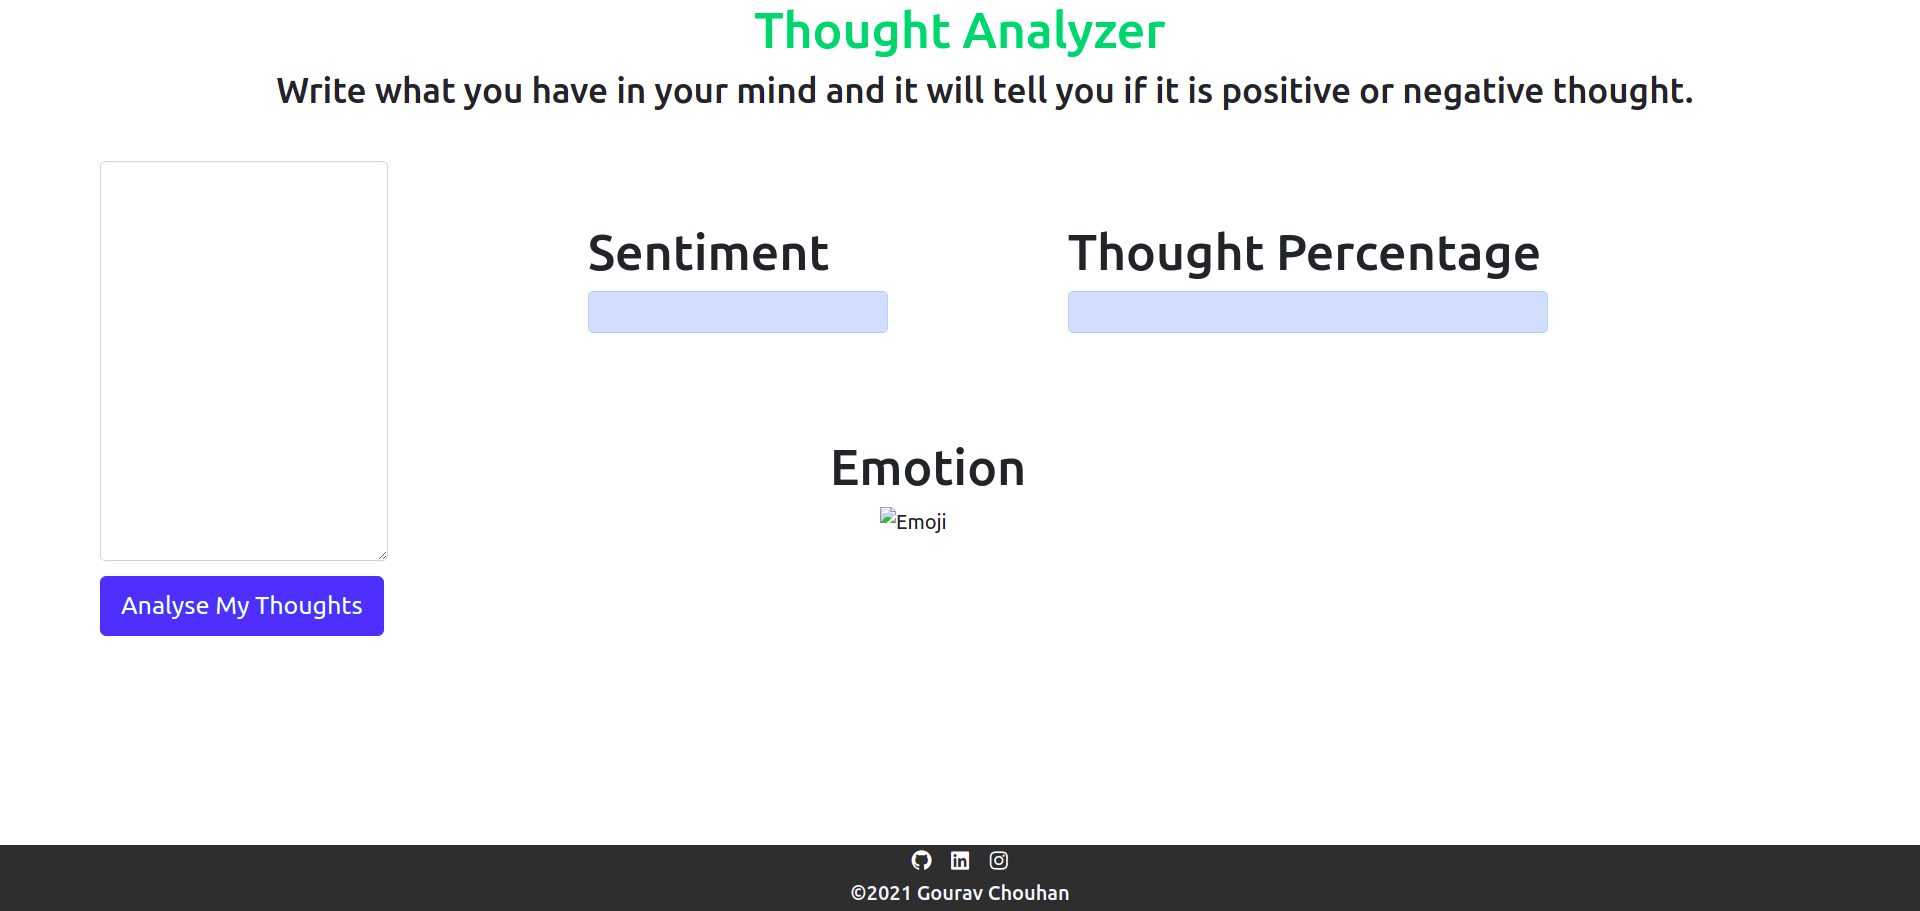 Thought Analyzer
Write what you have in your mind and it will tell you if it is positive or negative thought.
Sentiment
Thought Percentage
Emotion
Emoji
Analyse My Thoughts
©2021 Gourav Chouhan